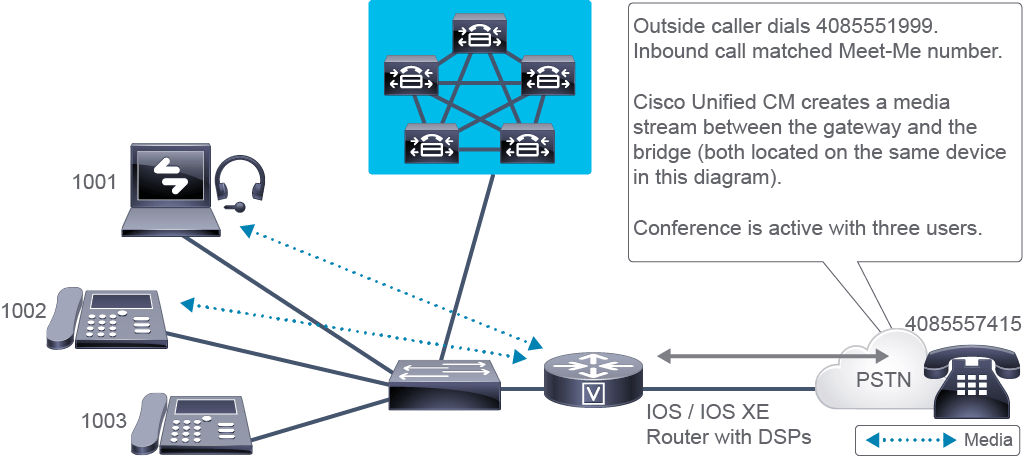 Outside caller dials 4085551999.
Inbound call matched Meet-Me number.
Cisco Unified CM creates a media
stream between the gateway and the
bridge (both located on the same device
in this diagram).
Conference is active with three users.
1001
1002
4085557415
PSTN
V
1003
IOS / IOS XE
Router with DSPs
Media